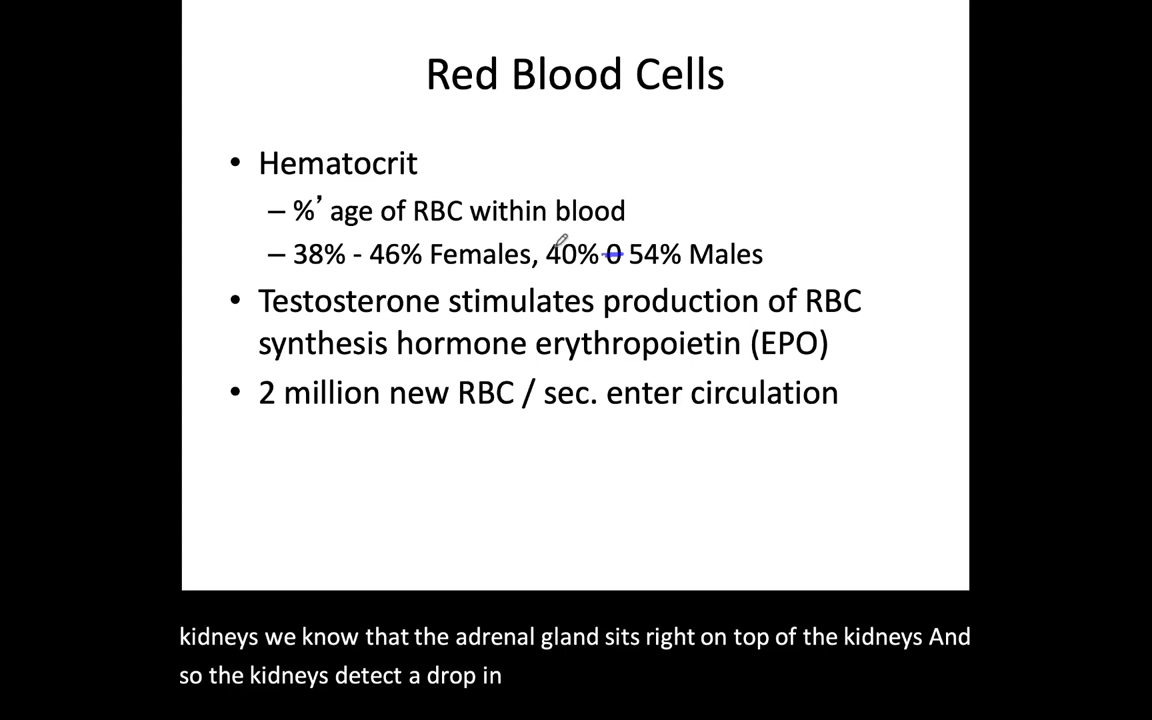 Red Blood Cells
• Hematocrit
– %’ age of RBC within blood
– 38% - 46% Females, 40% 0 54% Males
• Testosterone stimulates production of RBC
synthesis hormone erythropoietin (EPO)
• 2 million new RBC / sec. enter circulation
kidneys we know that the adrenal gland sits right on top of the kidneys And
so the kidneys detect a drop in